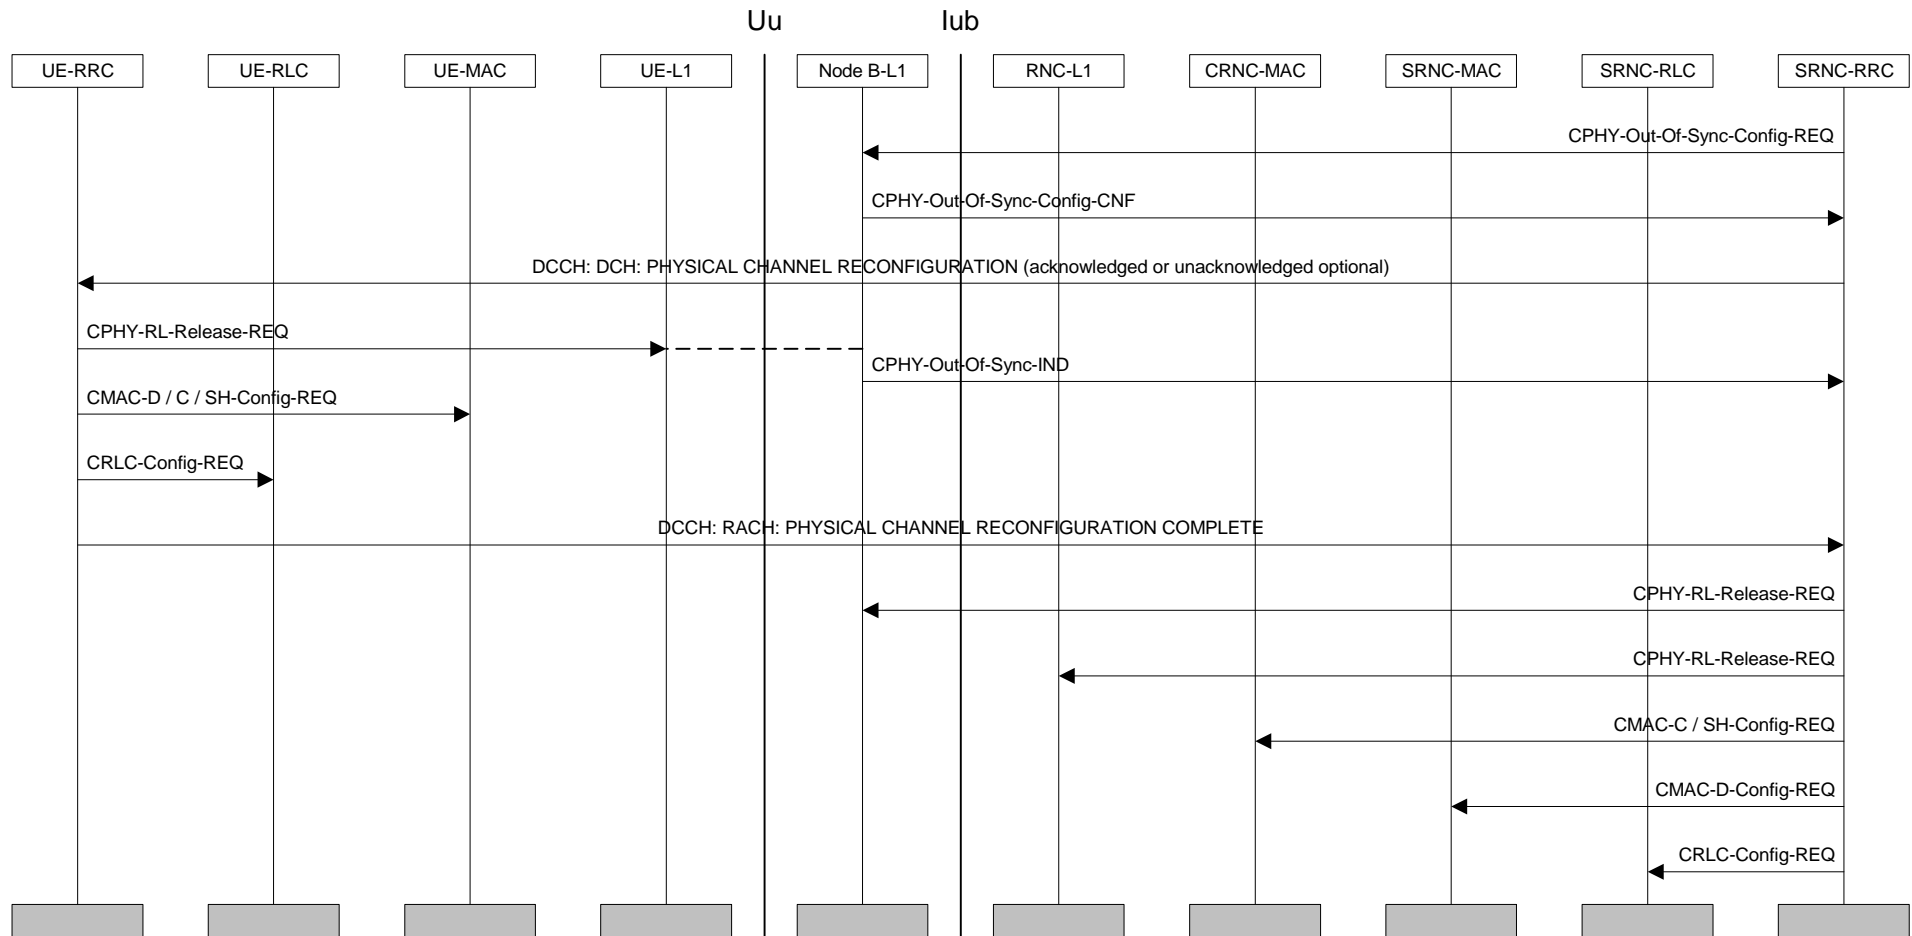 Uu
Iub
UE-RRC
UE-RLC
UE-MAC
UE-L1
Node B-L1
RNC-L1
CRNC-MAC
SRNC-MAC
SRNC-RLC
SRNC-RRC
CPHY-Out-Of-Sync-Config-REQ
CPHY-Out-Of-Sync-Config-CNF
DCCH: DCH: PHYSICAL CHANNEL RECONFIGURATION (acknowledged or unacknowledged optional)
CPHY-RL-Release-REQ
CPHY-Out-Of-Sync-IND
CMAC-D / C / SH-Config-REQ
CRLC-Config-REQ
DCCH: RACH: PHYSICAL CHANNEL RECONFIGURATION COMPLETE
CPHY-RL-Release-REQ
CPHY-RL-Release-REQ
CMAC-C / SH-Config-REQ
CMAC-D-Config-REQ
CRLC-Config-REQ